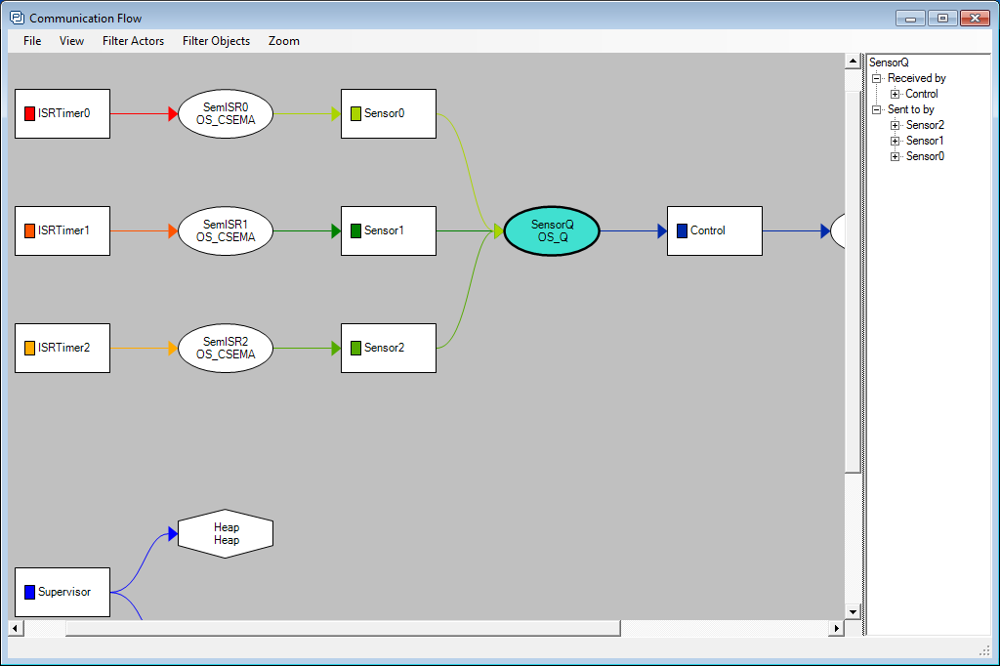 Communication Flow
File View Filter Actors Filter Objects Zoom
ISRTimer0
SemISR0
OS_CSEMA
Sensor0
ISRTimer1
SemISR1
OS_CSEMA
Sensor1
SensorQ
OS_Q
Control
ISRTimer2
SemISR2
OS_CSEMA
Sensor2
Heap
Heap
Supervisor
SensorQ
Received by
Control
Sent to by
Sensor2
Sensor1
Sensor0